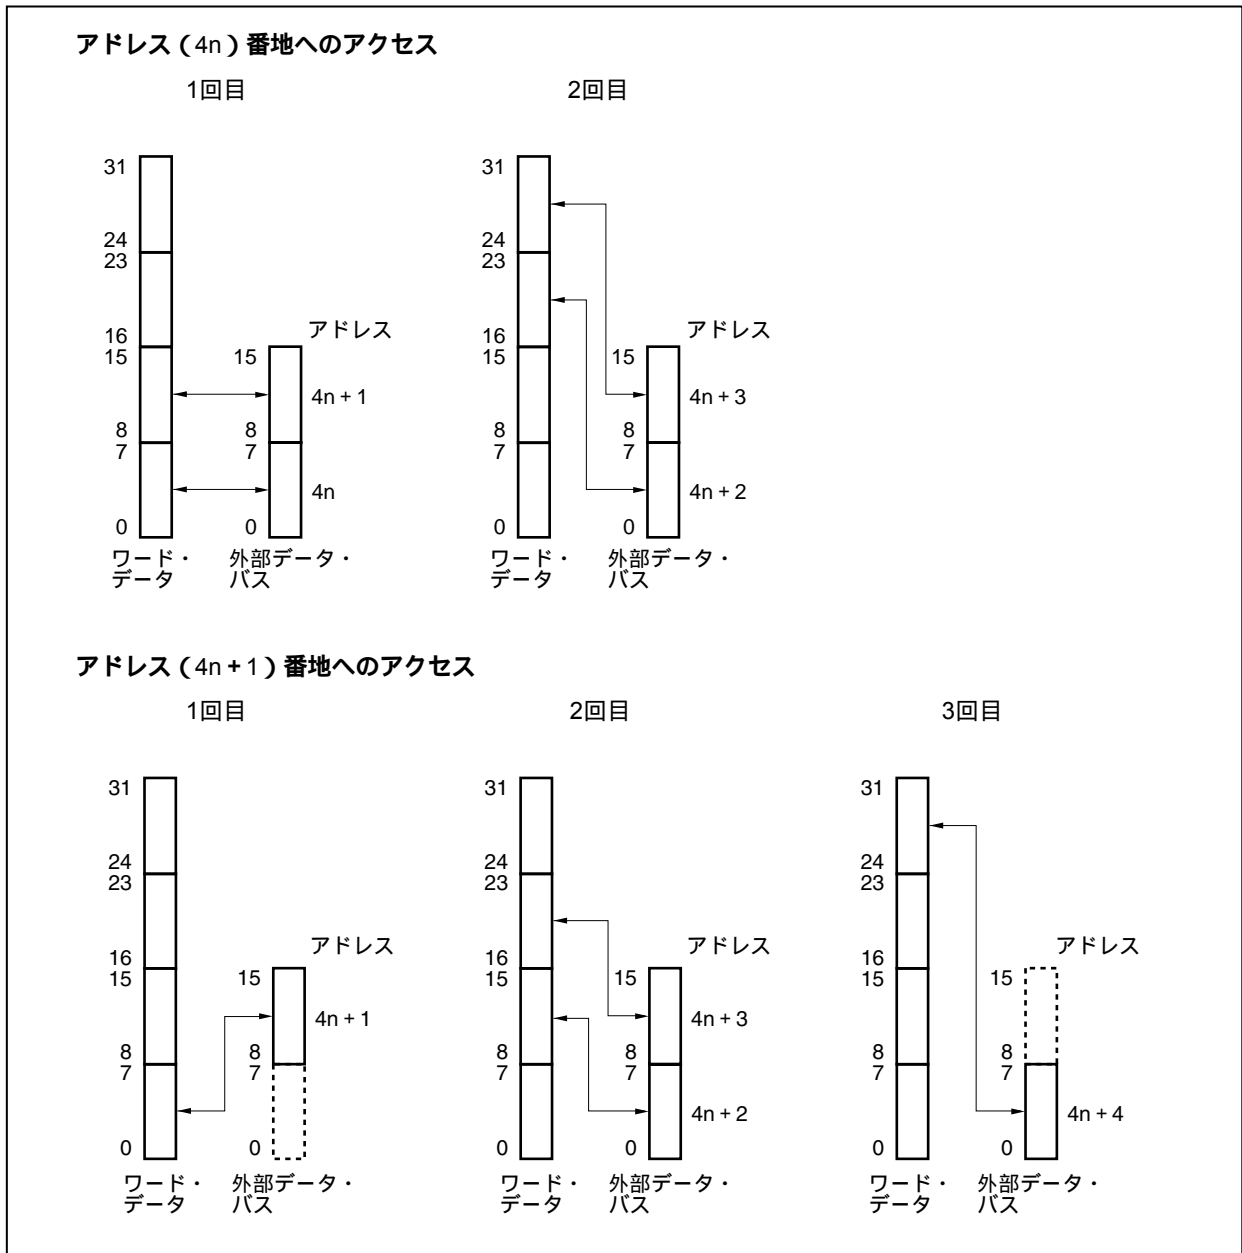 アドレス（4n）番地へのアクセス
1回目 2回目
31 31
24 24
23 23
アドレス アドレス
16 16
15 15 15 15
4n + 1 4n + 3
8 8 8 8
7 7 7 7
4n 4n + 2
0 0 0 0
ワード・ 外部データ・ ワード・ 外部データ・
データ バス データ バス
アドレス（4n + 1）番地へのアクセス
1回目 2回目 3回目
31 31 31
24 24 24
23 23 23
アドレス アドレス アドレス
16 16 16
15 15 15 15 15 15
4n + 1 4n + 3
8 8 8 8 8 8
7 7 7 7 7 7
4n + 2 4n + 4
0 0 0 0 0 0
ワード・ 外部データ・ ワード・ 外部データ・ ワード・ 外部データ・
データ バス データ バス データ バス